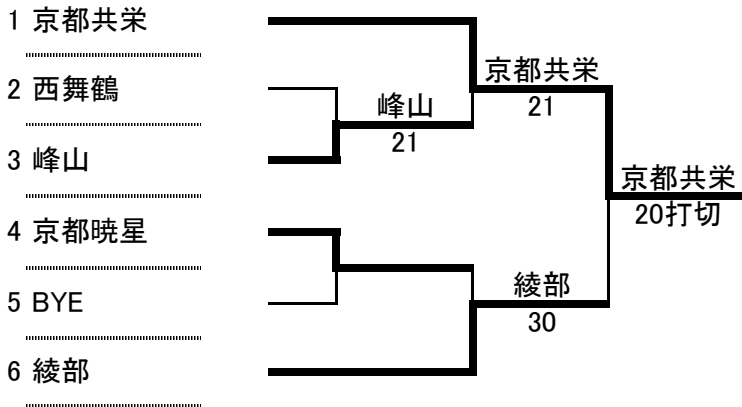 1 京都共栄
2 西舞鶴
3 峰山
4 京都暁星
5 BYE
6 綾部
峰山
21
京都共栄
21
綾部
30
京都共栄
20打切